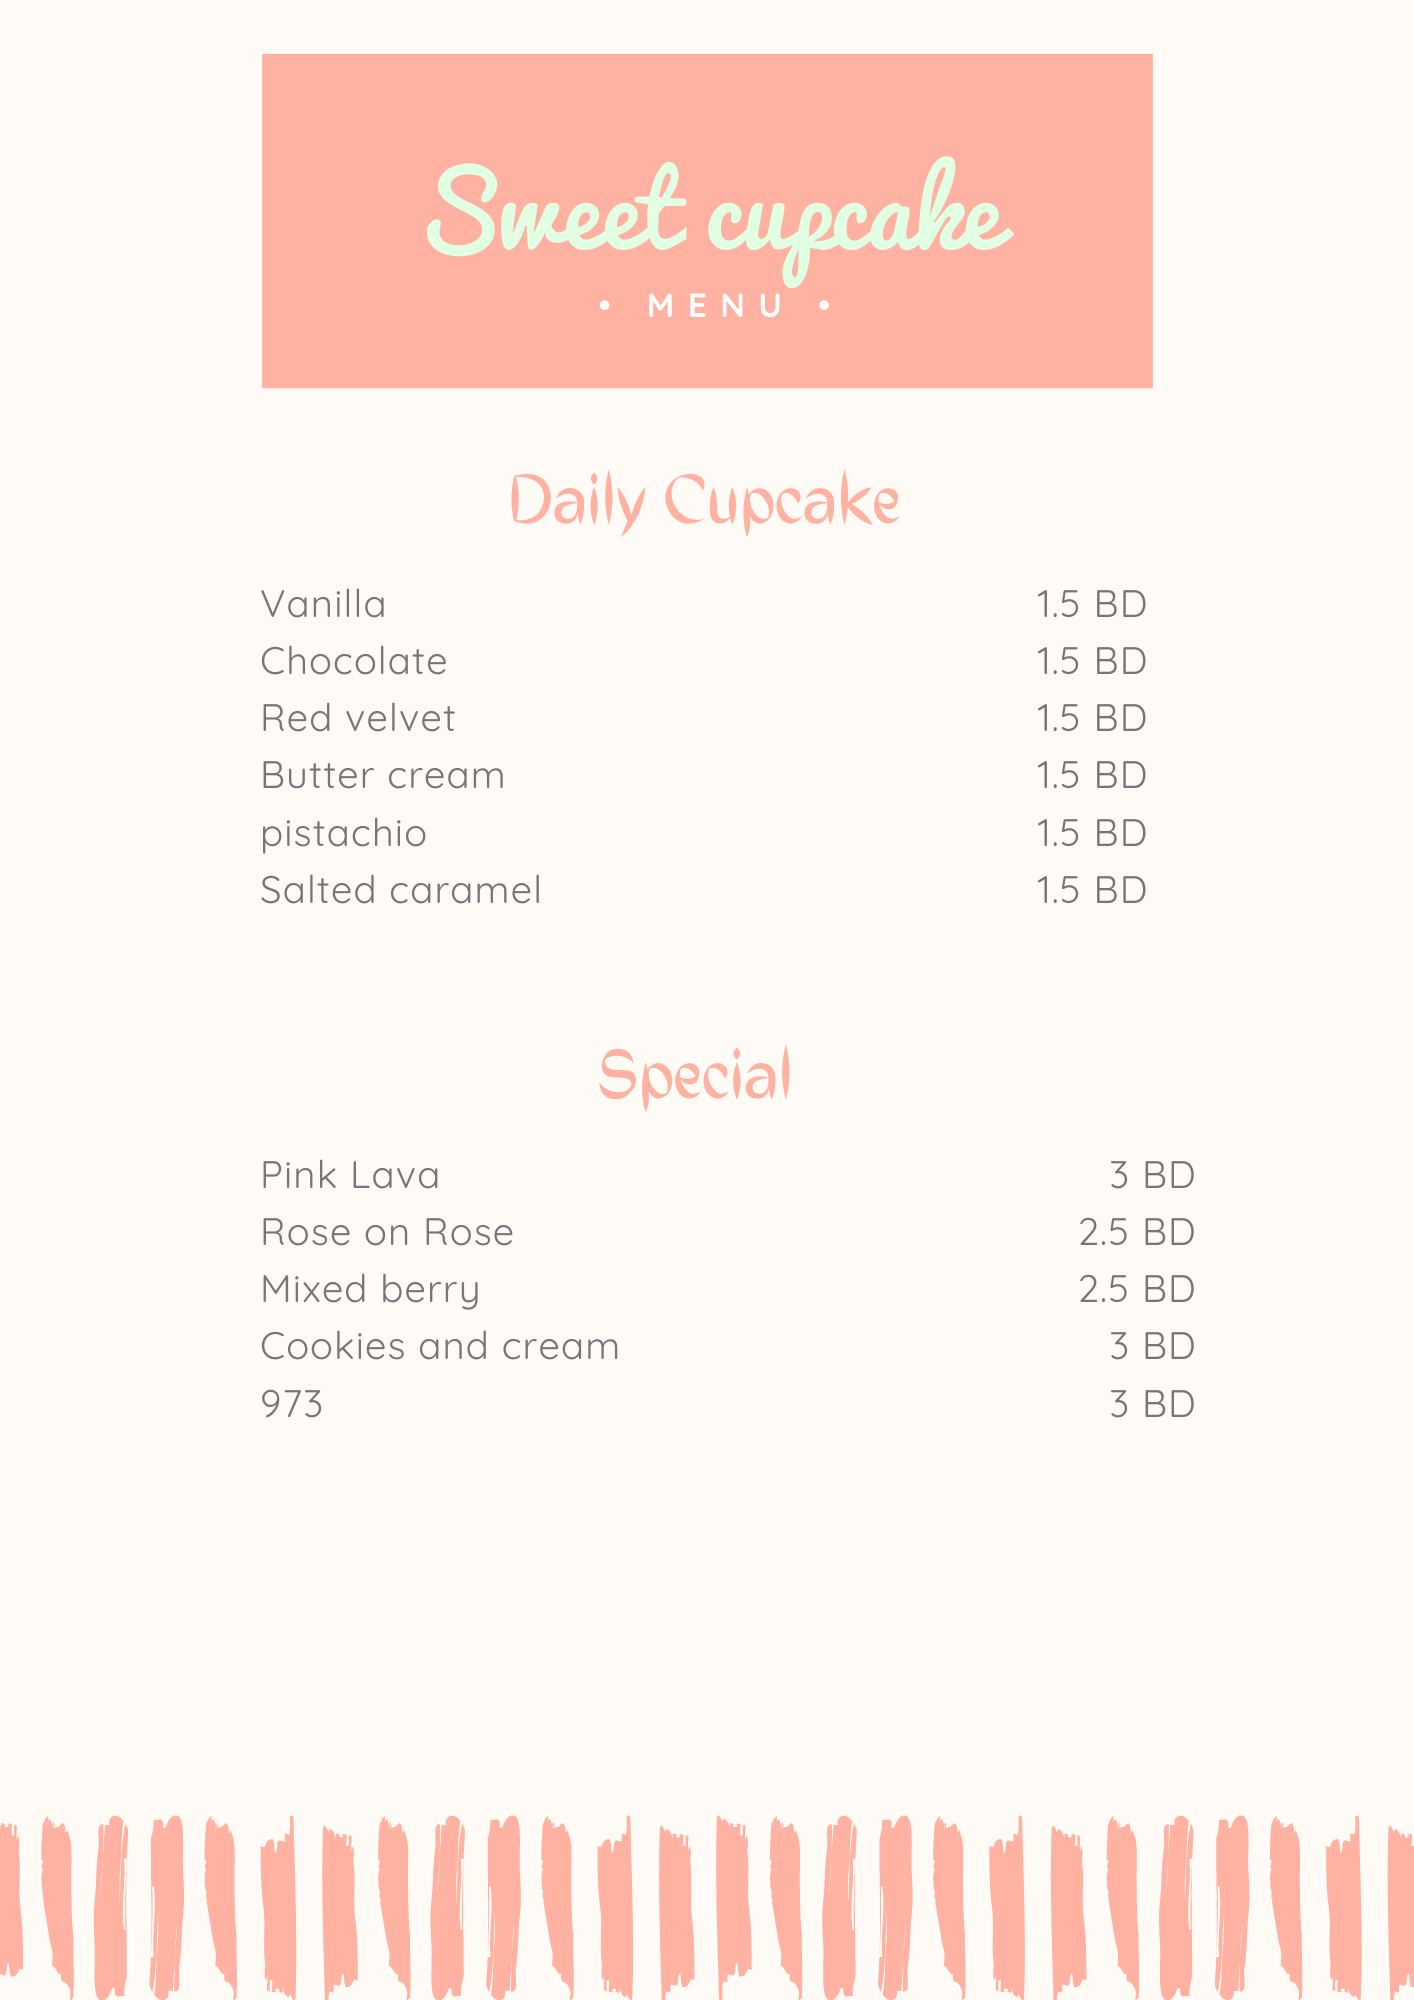 Sweet cupcake
• MENU •
Daily Cupcake
Vanilla 1.5 BD
Chocolate 1.5 BD
Red velvet 1.5 BD
Butter cream 1.5 BD
pistachio 1.5 BD
Salted caramel 1.5 BD
Special
Pink Lava 3 BD
Rose on Rose 2.5 BD
Mixed berry 2.5 BD
Cookies and cream 3 BD
973 3 BD